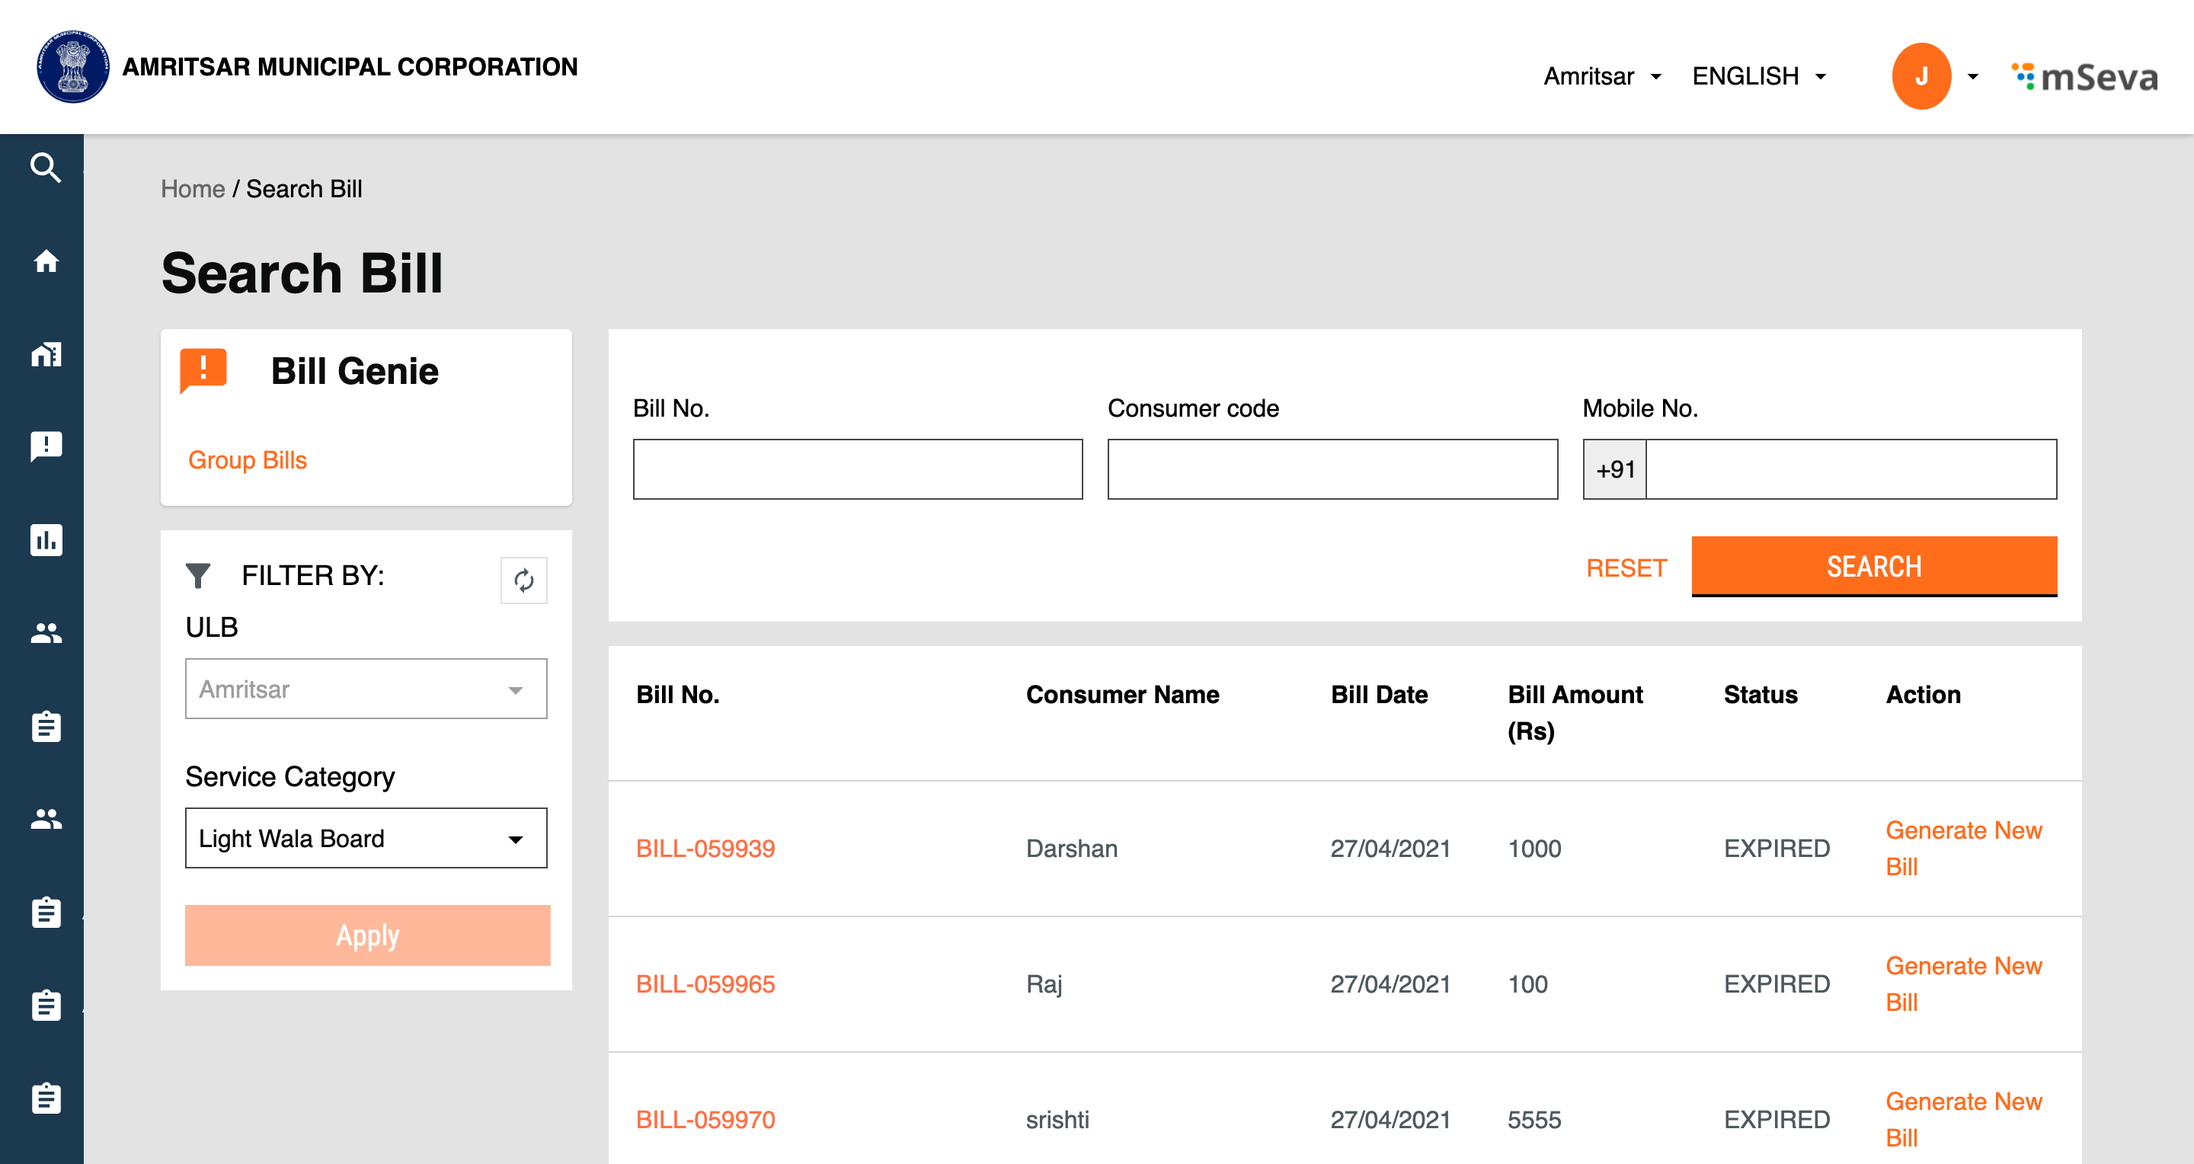 AMRITSAR MUNICIPAL CORPORATION
Amritsar
ENGLISH
J
mSeva
Home / Search Bill
Search Bill
Bill Genie
Group Bills
FILTER BY:
ULB
Amritsar
Service Category
Light Wala Board
Apply
Bill No.
Consumer code
Mobile No.
+91
RESET
SEARCH
Bill No. Consumer Name Bill Date Bill Amount Status Action
(Rs)
BILL-059939 Darshan 27/04/2021 1000 EXPIRED Generate New
Bill
BILL-059965 Raj 27/04/2021 100 EXPIRED Generate New
Bill
BILL-059970 srishti 27/04/2021 5555 EXPIRED Generate New
Bill